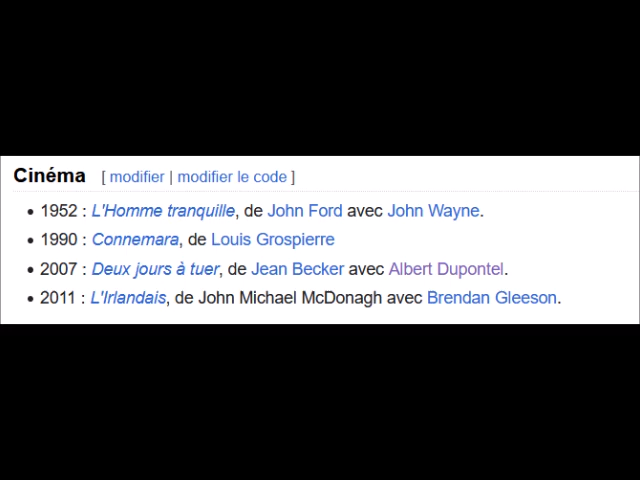 Cinéma [ modifier | modifier le code ]
• 1952 : L'Homme tranquille, de John Ford avec John Wayne.
• 1990 : Connemara, de Louis Grospierre
• 2007 : Deux jours à tuer, de Jean Becker avec Albert Dupontel.
• 2011 : L'Irlandais, de John Michael McDonagh avec Brendan Gleeson.